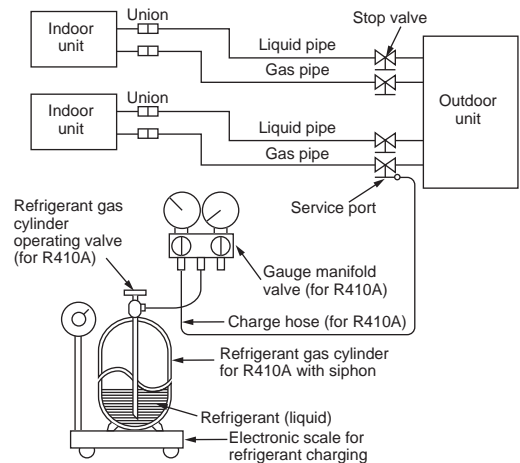 Indoor
unit
Union
Liquid pipe
Gas pipe
Stop valve
Outdoor
unit
Indoor
unit
Union
Liquid pipe
Gas pipe
Service port
Refrigerant gas
cylinder
operating valve
(for R410A)
Gauge manifold
valve (for R410A)
Charge hose (for R410A)
Refrigerant gas cylinder
for R410A with siphon
Refrigerant (liquid)
Electronic scale for
refrigerant charging